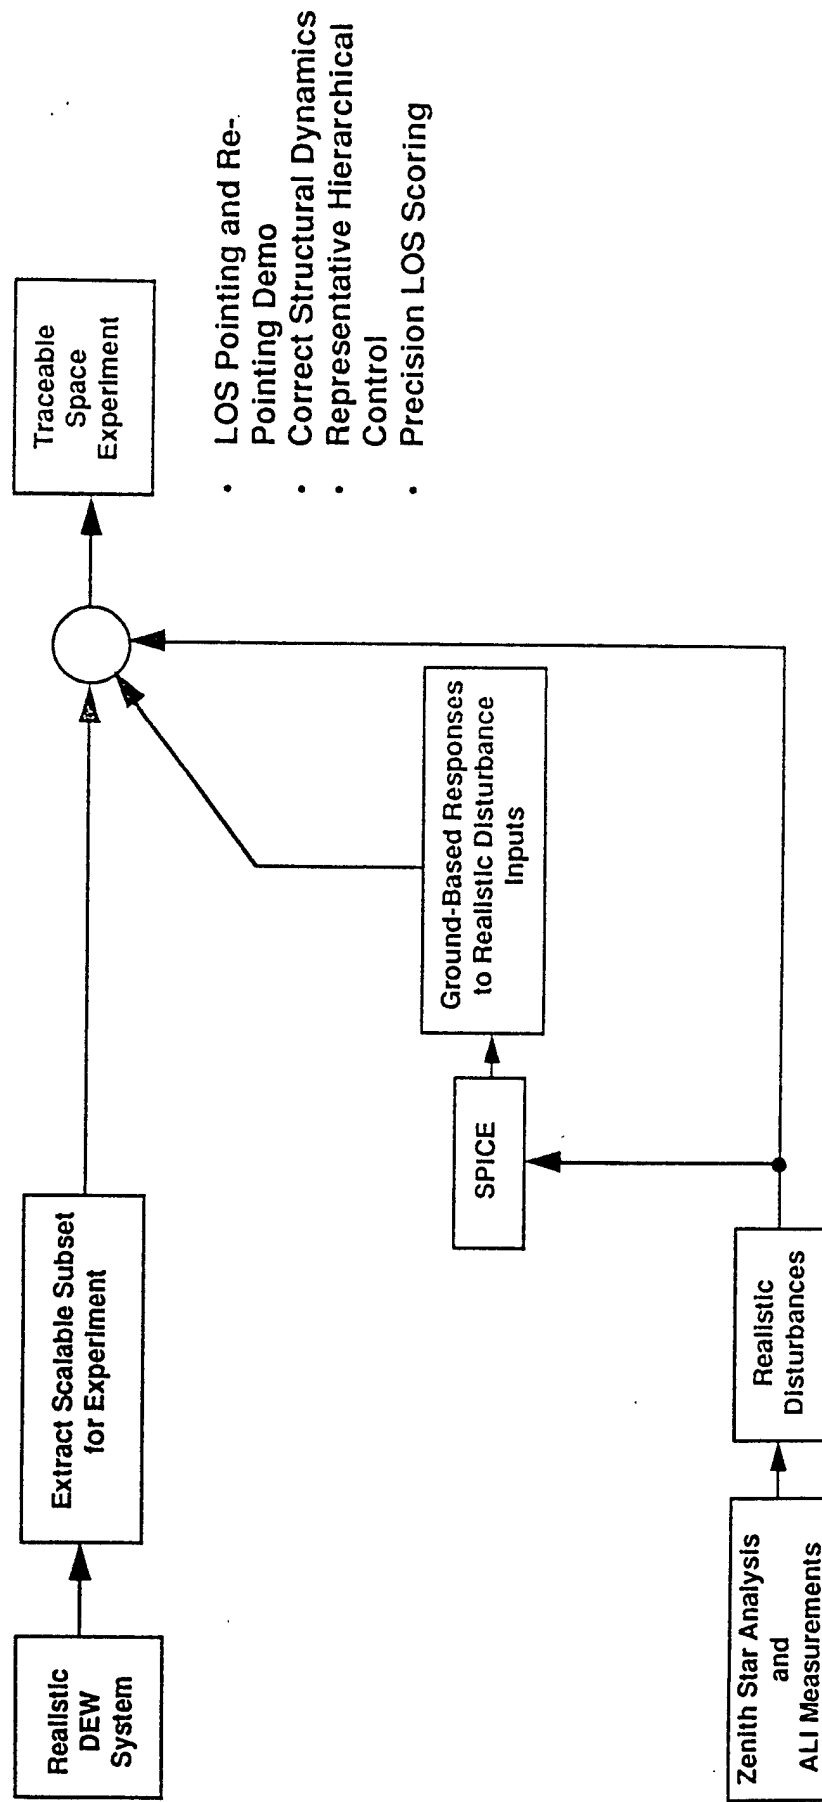 Realistic
DEW
System
Extract Scalable Subset
for Experiment
Traceable
Space
Experiment
• LOS Pointing and Re-
Pointing Demo
• Correct Structural Dynamics
• Representative Hierarchical
Control
• Precision LOS Scoring
SPICE
Ground-Based Responses
to Realistic Disturbance
Inputs
Zenith Star Analysis
and
ALI Measurements
Realistic
Disturbances